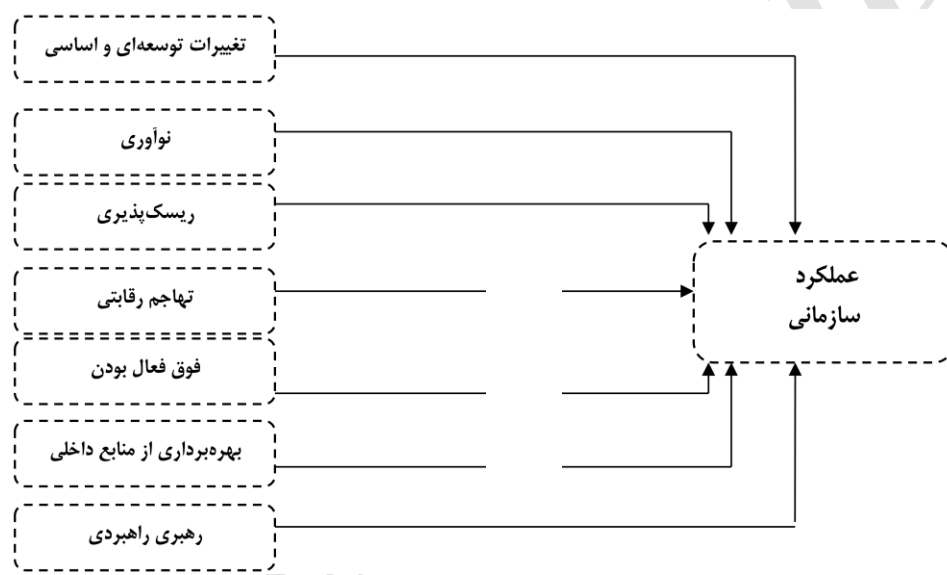 تغییرات توسعه‌ای و اساسی
نوآوری
ریسک‌پذیری
تهاجم رقابتی
فوق فعال بودن
بهره‌برداری از منابع داخلی
رهبری راهبردی
عملکرد
سازمانی